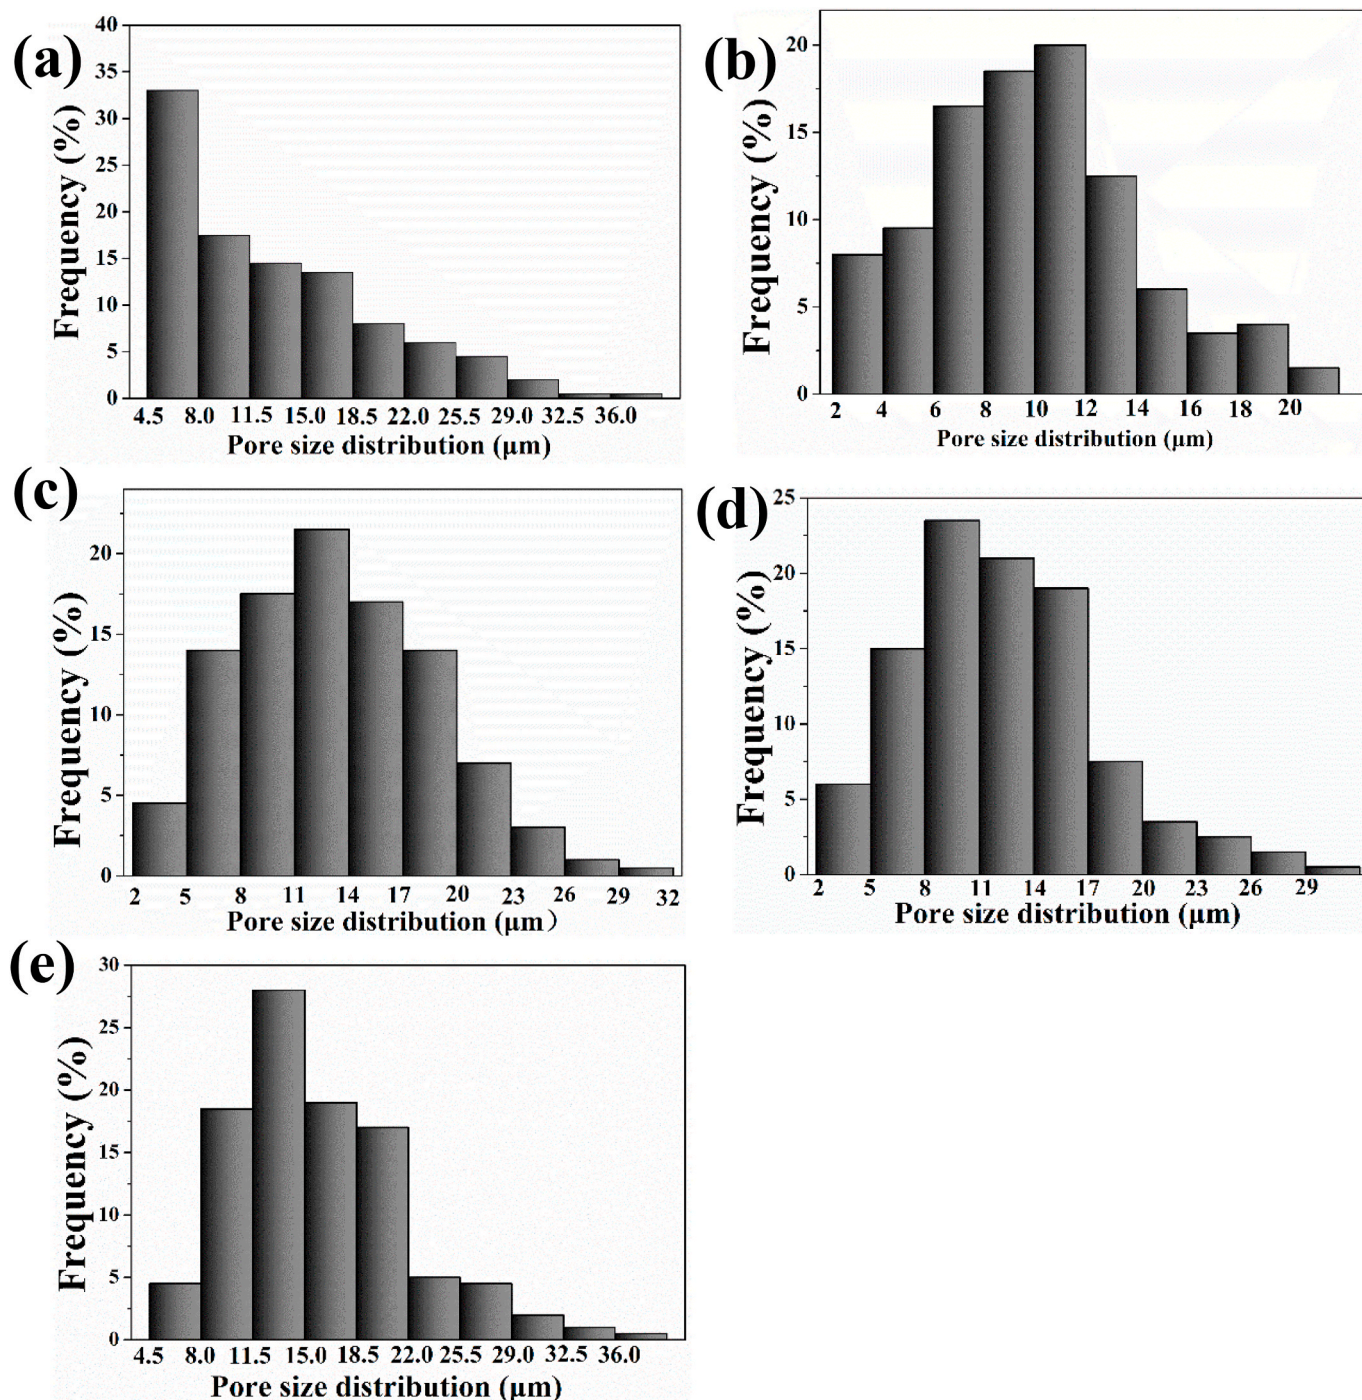 (a)
Frequency (%)
40
35
30
25
20
15
10
5
0
4.5 8.0 11.5 15.0 18.5 22.0 25.5 29.0 32.5 36.0
Pore size distribution (μm)
(b)
Frequency (%)
20
15
10
5
0
2 4 6 8 10 12 14 16 18 20
Pore size distribution (μm)
(c)
Frequency (%)
20
15
10
5
0
2 5 8 11 14 17 20 23 26 29 32
Pore size distribution (μm)
(d)
Frequency (%)
25
20
15
10
5
0
2 5 8 11 14 17 20 23 26 29
Pore size distribution (μm)
(e)
Frequency (%)
30
25
20
15
10
5
0
4.5 8.0 11.5 15.0 18.5 22.0 25.5 29.0 32.5 36.0
Pore size distribution (μm)